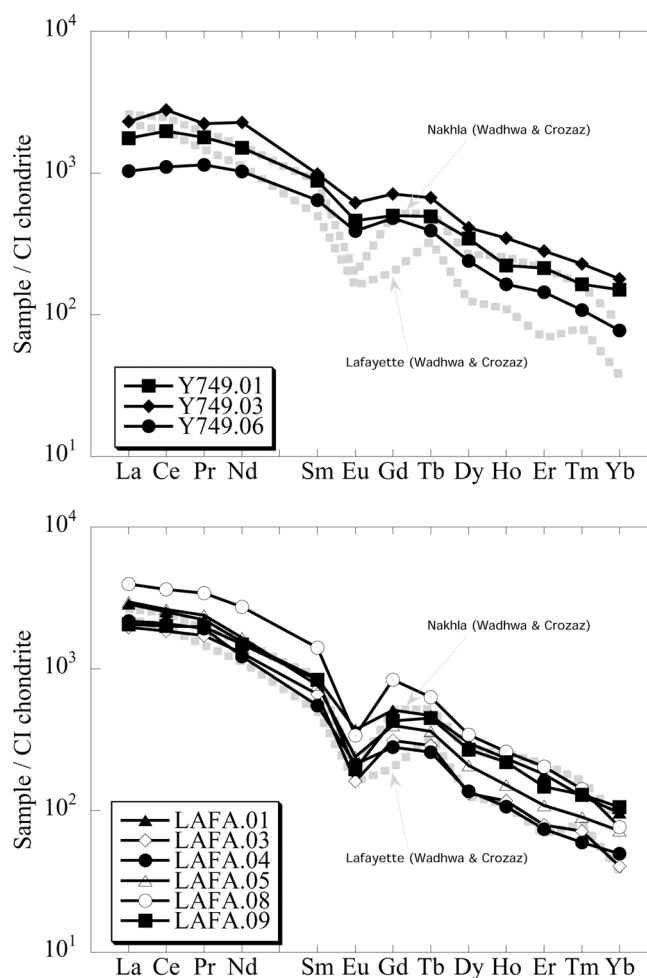 10^4
10^3
10^2
10^1
Sample / CI chondrite
Nakhla (Wadhwa & Crozaz)
Lafayette (Wadhwa & Crozaz)
Y749.01
Y749.03
Y749.06
La Ce Pr Nd Sm Eu Gd Tb Dy Ho Er Tm Yb
10^4
10^3
10^2
10^1
Sample / CI chondrite
Nakhla (Wadhwa & Crozaz)
Lafayette (Wadhwa & Crozaz)
LAFA.01
LAFA.03
LAFA.04
LAFA.05
LAFA.08
LAFA.09
La Ce Pr Nd Sm Eu Gd Tb Dy Ho Er Tm Yb